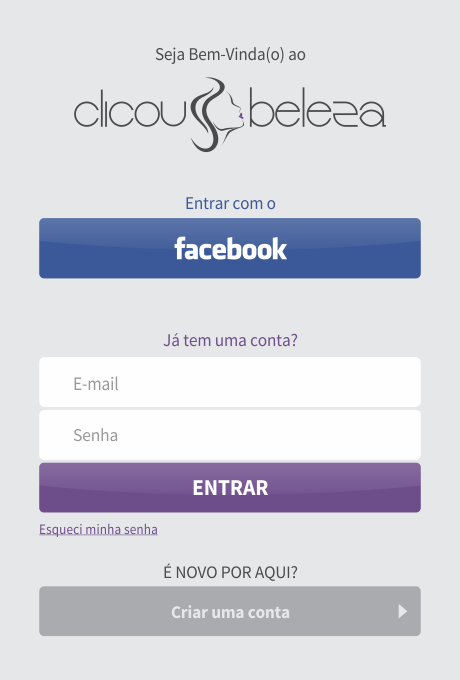 Seja Bem-Vinda(o) ao
clicou beleza
Entrar com o
facebook
Já tem uma conta?
E-mail
Senha
ENTRAR
Esqueci minha senha
É NOVO POR AQUI?
Criar uma conta